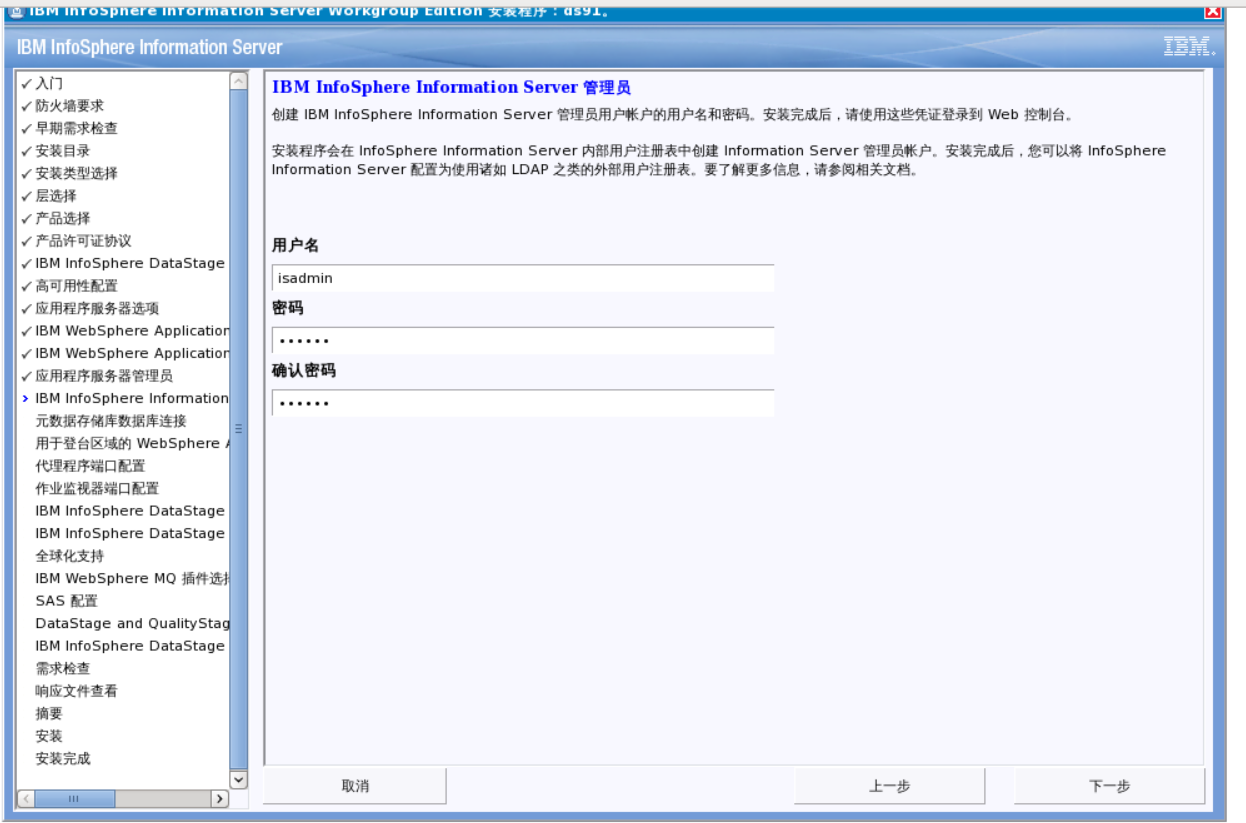 IBM InfoSphere Information Server Workgroup Edition 安装程序：ds91。
IBM InfoSphere Information Server
IBM.
✓ 入门
✓ 防火墙要求
✓ 早期需求检查
✓ 安装目录
✓ 安装类型选择
✓ 层选择
✓ 产品选择
✓ 产品许可证协议
✓ IBM InfoSphere DataStage
✓ 高可用性配置
✓ 应用程序服务器选项
✓ IBM WebSphere Application
✓ IBM WebSphere Application
✓ 应用程序服务器管理员
› IBM InfoSphere Information
元数据存储库数据库连接
用于登台区域的 WebSphere A
代理程序端口配置
作业监视器端口配置
IBM InfoSphere DataStage
IBM InfoSphere DataStage
全球化支持
IBM WebSphere MQ 插件选择
SAS 配置
DataStage and QualityStag
IBM InfoSphere DataStage
需求检查
响应文件查看
摘要
安装
安装完成
IBM InfoSphere Information Server 管理员
创建 IBM InfoSphere Information Server 管理员用户帐户的用户名和密码。安装完成后，请使用这些凭证登录到 Web 控制台。
安装程序会在 InfoSphere Information Server 内部用户注册表中创建 Information Server 管理员帐户。安装完成后，您可以将 InfoSphere
Information Server 配置为使用诸如 LDAP 之类的外部用户注册表。要了解更多信息，请参阅相关文档。
用户名
isadmin
密码
••••••
确认密码
••••••
取消
上一步
下一步